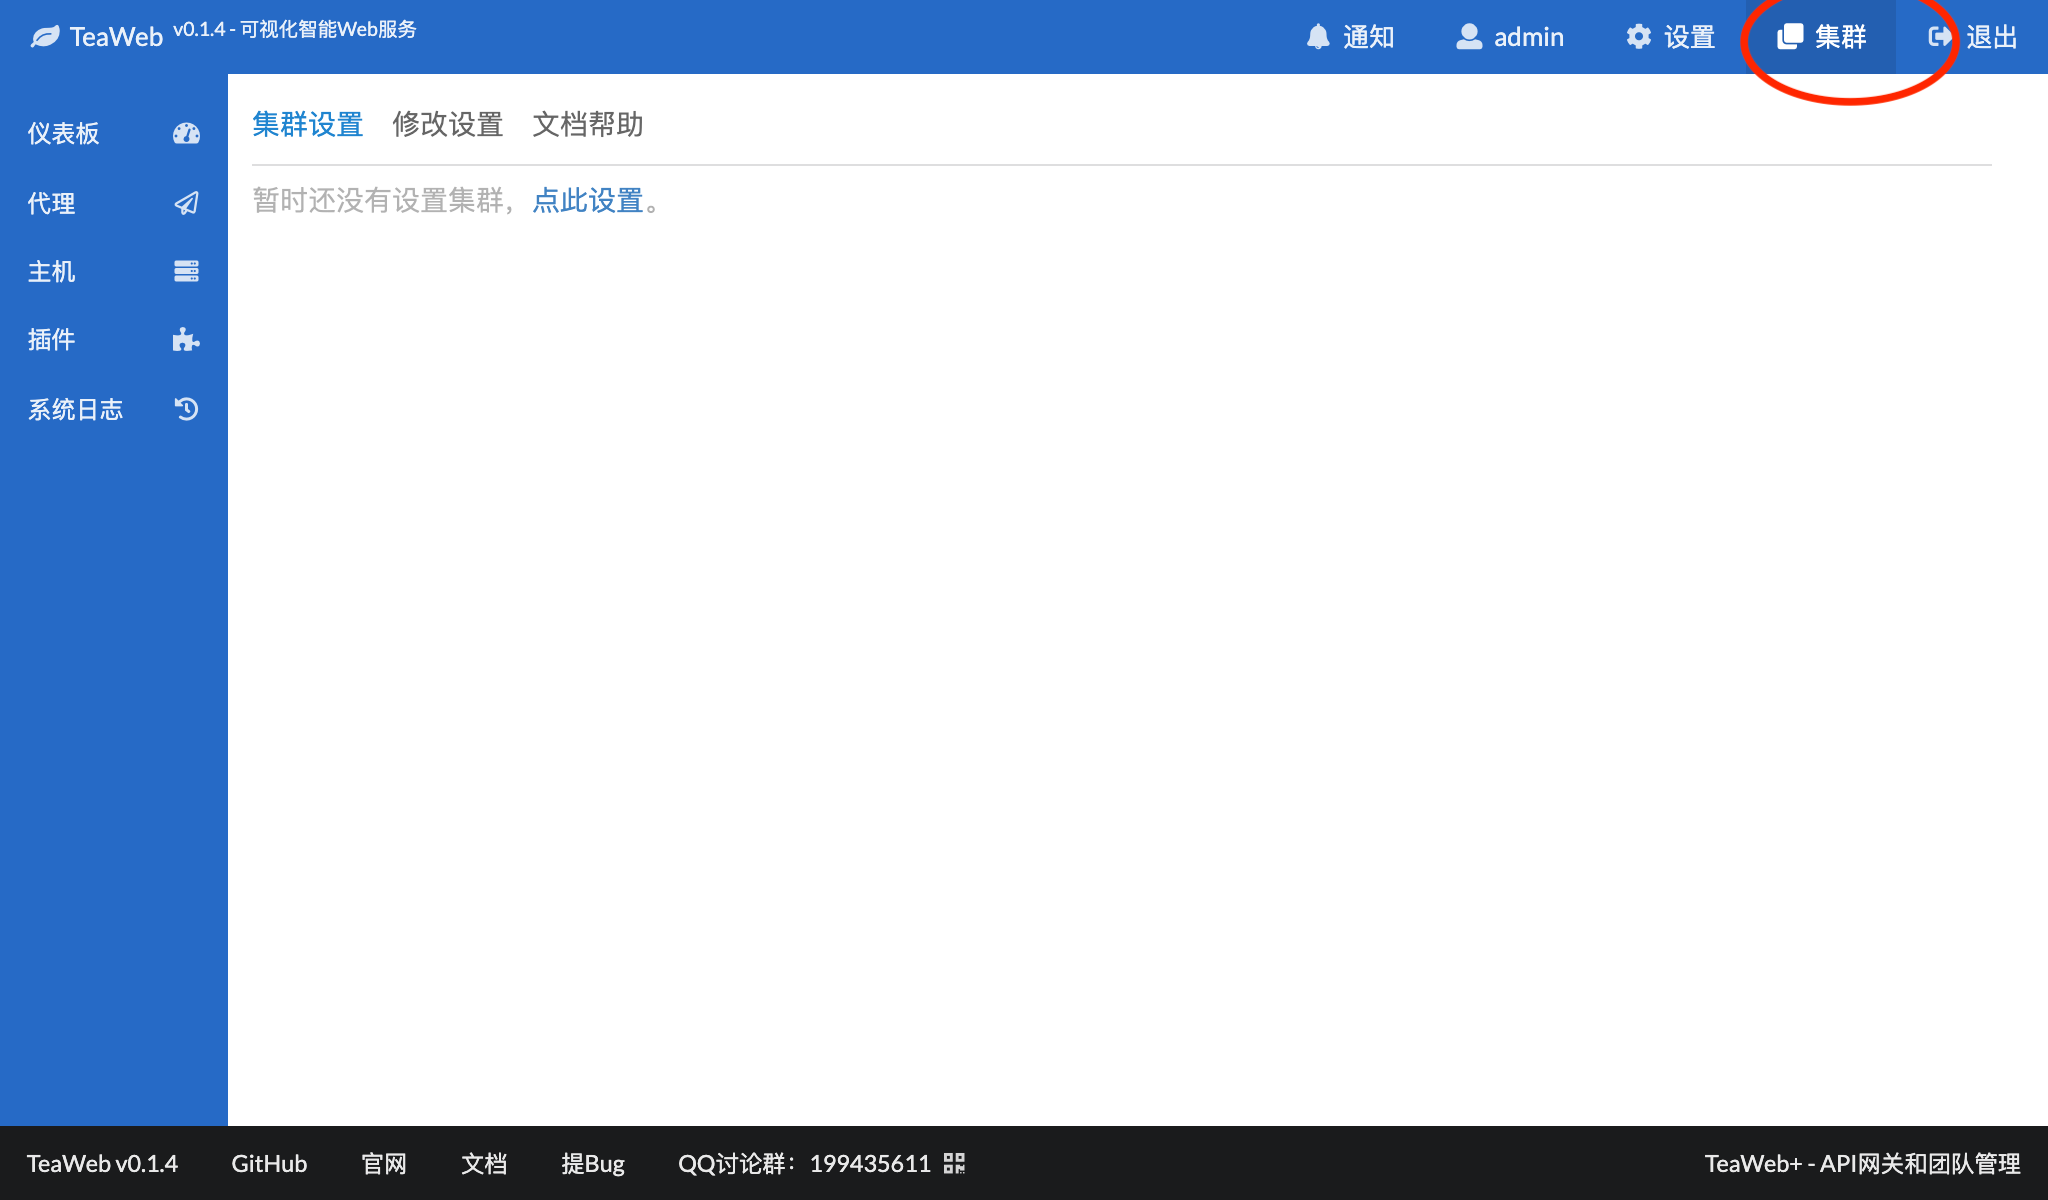 TeaWeb v0.1.4 - 可视化智能Web服务 通知 admin 设置 集群 退出
仪表板
代理
主机
插件
系统日志
集群设置 修改设置 文档帮助
暂时还没有设置集群，点此设置。
TeaWeb v0.1.4 GitHub 官网 文档 提Bug QQ讨论群：199435611 TeaWeb+ - API网关和团队管理